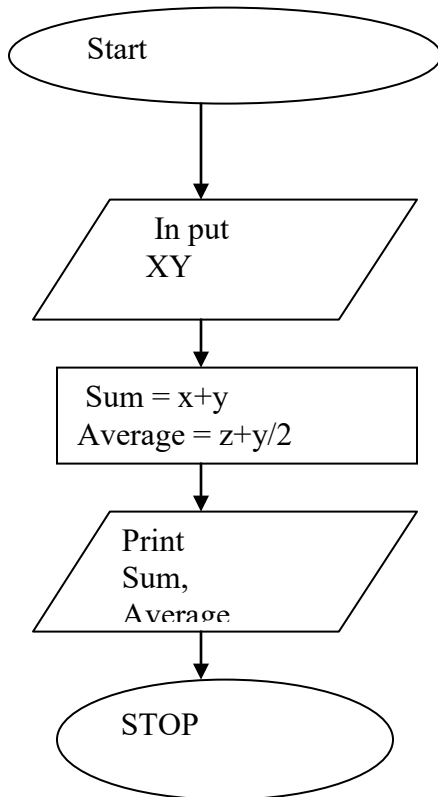 Start
In put
XY
Sum = x+y
Average = z+y/2
Print
Sum,
Average
STOP